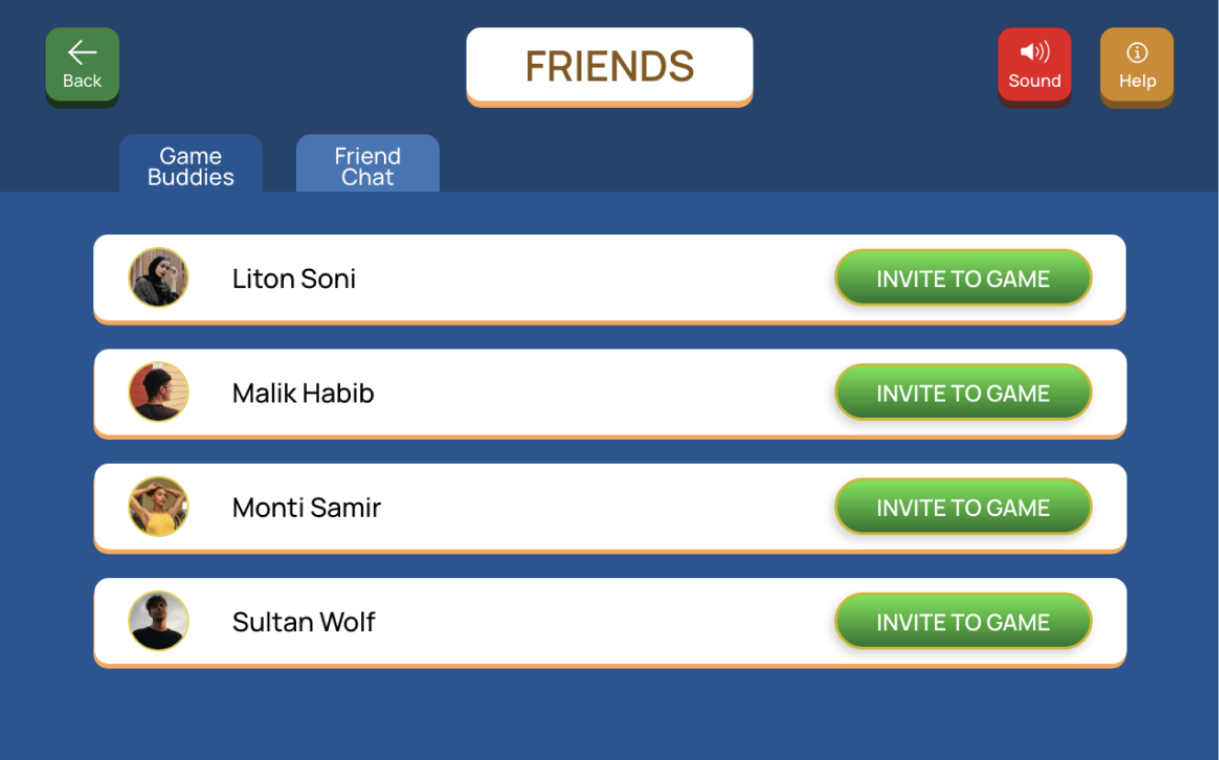 Back
FRIENDS
Sound
Help
Game
Buddies
Friend
Chat
Liton Soni
INVITE TO GAME
Malik Habib
INVITE TO GAME
Monti Samir
INVITE TO GAME
Sultan Wolf
INVITE TO GAME